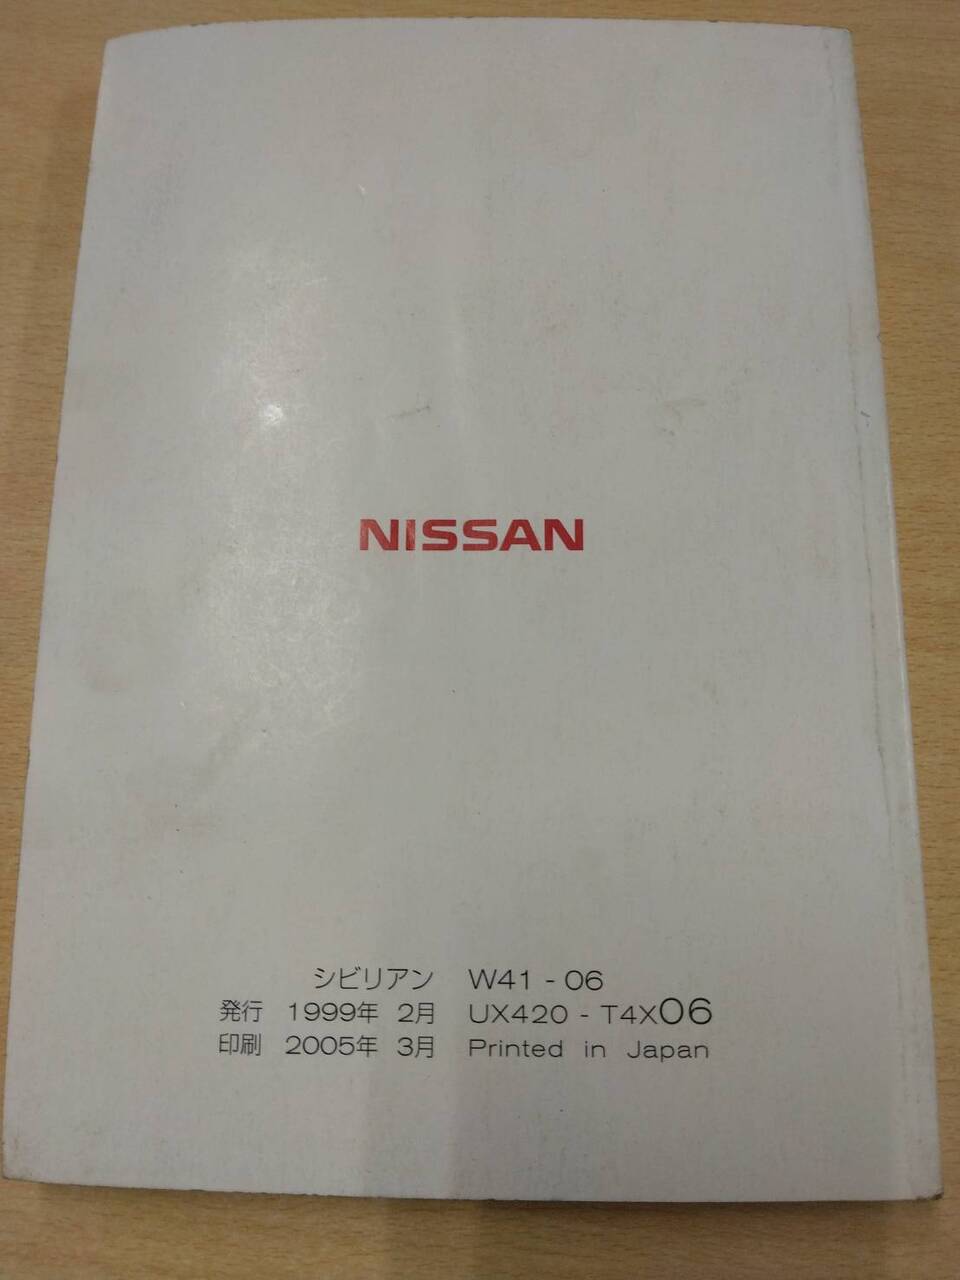 NISSAN
シビリアン W41 - 06
発行 1999年 2月 UX420 - T4X06
印刷 2005年 3月 Printed in Japan